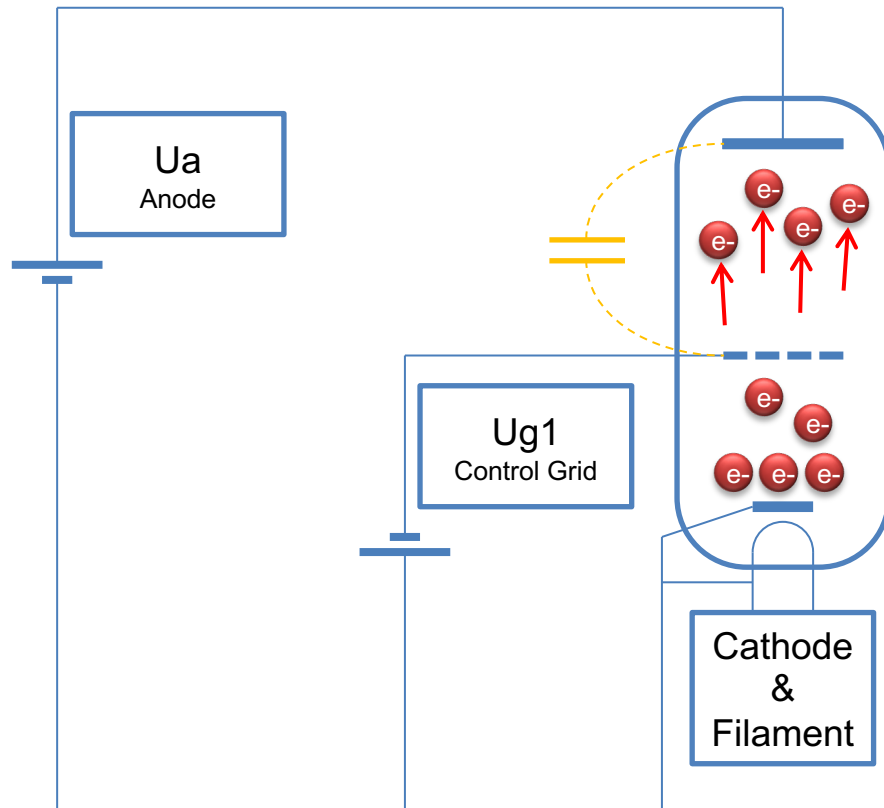 Ua
Anode
e-
e-
e-
e-
Ug1
Control Grid
e-
e-
e-
e-
e-
Cathode
&
Filament